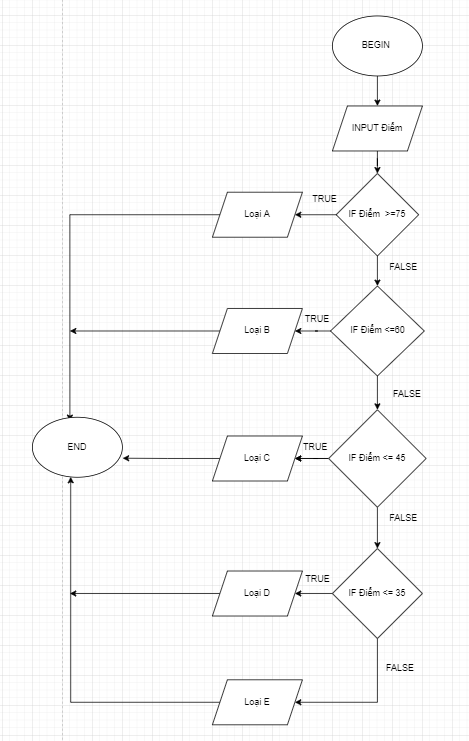 BEGIN
INPUT Điểm
IF Điểm >=75
TRUE
Loại A
FALSE
IF Điểm <=60
TRUE
Loại B
FALSE
IF Điểm <= 45
TRUE
Loại C
END
FALSE
IF Điểm <= 35
TRUE
Loại D
FALSE
Loại E